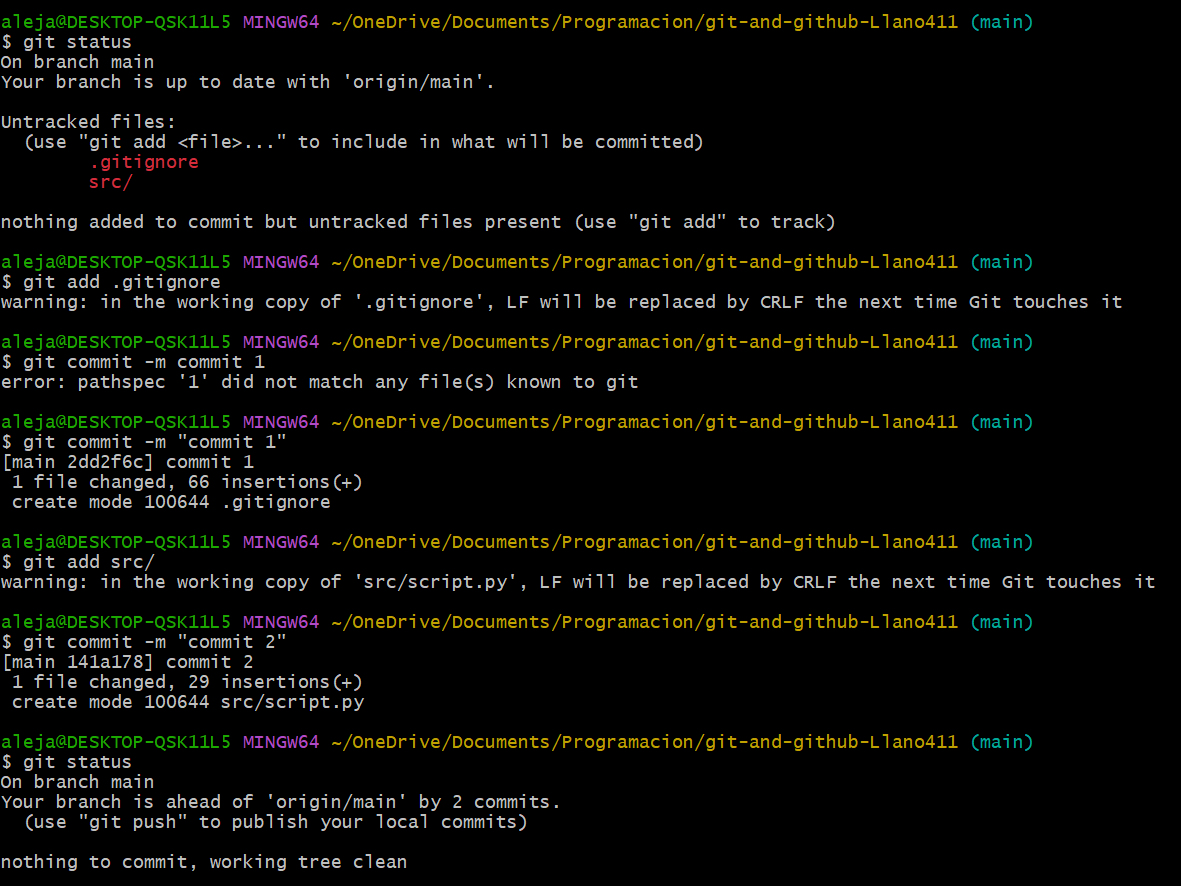 aleja@DESKTOP-QSK11L5 MINGW64 ~/OneDrive/Documents/Programacion/git-and-github-Llano411 (main)
$ git status
On branch main
Your branch is up to date with 'origin/main'.
Untracked files:
  (use "git add <file>..." to include in what will be committed)
        .gitignore
        src/
nothing added to commit but untracked files present (use "git add" to track)
aleja@DESKTOP-QSK11L5 MINGW64 ~/OneDrive/Documents/Programacion/git-and-github-Llano411 (main)
$ git add .gitignore
warning: in the working copy of '.gitignore', LF will be replaced by CRLF the next time Git touches it
aleja@DESKTOP-QSK11L5 MINGW64 ~/OneDrive/Documents/Programacion/git-and-github-Llano411 (main)
$ git commit -m commit 1
error: pathspec '1' did not match any file(s) known to git
aleja@DESKTOP-QSK11L5 MINGW64 ~/OneDrive/Documents/Programacion/git-and-github-Llano411 (main)
$ git commit -m "commit 1"
[main 2dd2f6c] commit 1
 1 file changed, 66 insertions(+)
 create mode 100644 .gitignore
aleja@DESKTOP-QSK11L5 MINGW64 ~/OneDrive/Documents/Programacion/git-and-github-Llano411 (main)
$ git add src/
warning: in the working copy of 'src/script.py', LF will be replaced by CRLF the next time Git touches it
aleja@DESKTOP-QSK11L5 MINGW64 ~/OneDrive/Documents/Programacion/git-and-github-Llano411 (main)
$ git commit -m "commit 2"
[main 141a178] commit 2
 1 file changed, 29 insertions(+)
 create mode 100644 src/script.py
aleja@DESKTOP-QSK11L5 MINGW64 ~/OneDrive/Documents/Programacion/git-and-github-Llano411 (main)
$ git status
On branch main
Your branch is ahead of 'origin/main' by 2 commits.
  (use "git push" to publish your local commits)
nothing to commit, working tree clean